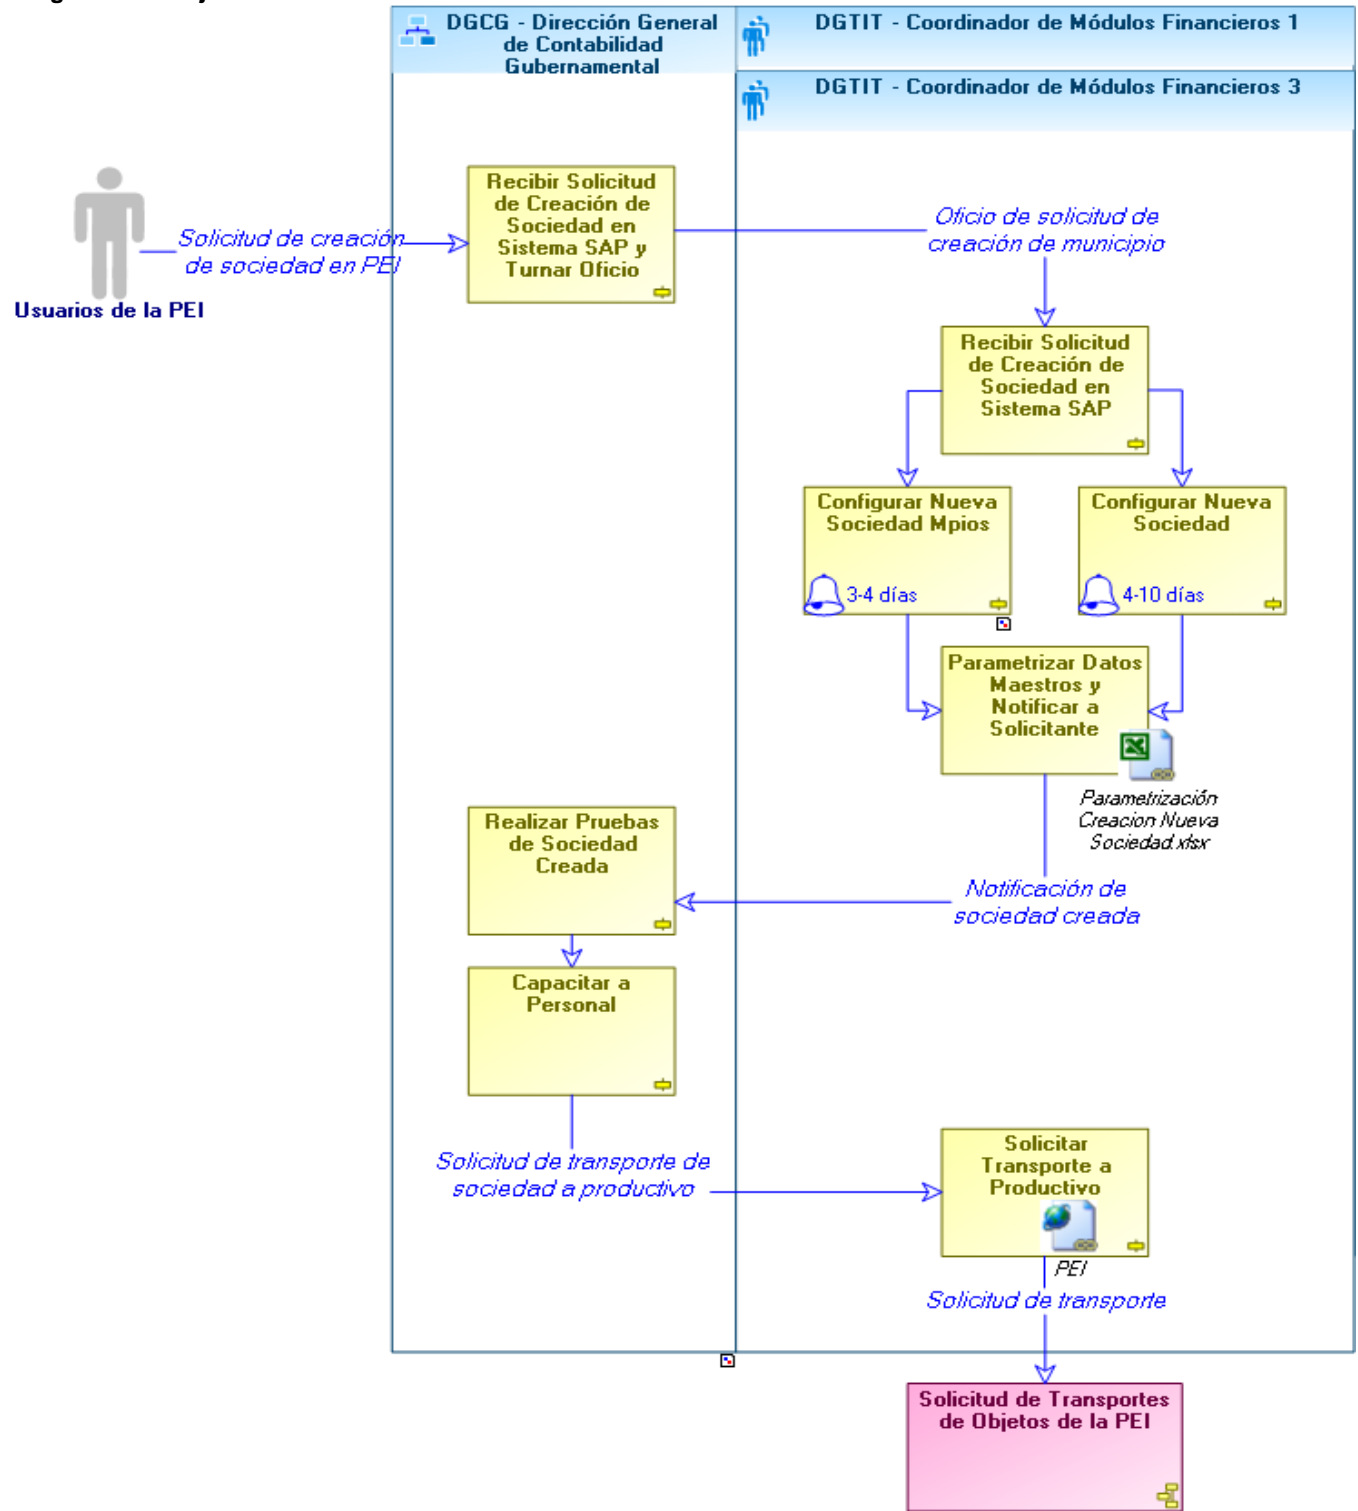 DGCG - Dirección General
de Contabilidad
Gubernamental
DGTIT - Coordinador de Módulos Financieros 1
DGTIT - Coordinador de Módulos Financieros 3
Usuarios de la PEI
Solicitud de creación
de sociedad en PEI
Recibir Solicitud
de Creación de
Sociedad en
Sistema SAP y
Turnar Oficio
Oficio de solicitud de
creación de municipio
Recibir Solicitud
de Creación de
Sociedad en
Sistema SAP
Configurar Nueva
Sociedad Mpios
3-4 días
Configurar Nueva
Sociedad
4-10 días
Parametrizar Datos
Maestros y
Notificar a
Solicitante
Parametrización
Creacion Nueva
Sociedad.xlsx
Notificación de
sociedad creada
Realizar Pruebas
de Sociedad
Creada
Capacitar a
Personal
Solicitud de transporte de
sociedad a productivo
Solicitar
Transporte a
Productivo
PEI
Solicitud de transporte
Solicitud de Transportes
de Objetos de la PEI